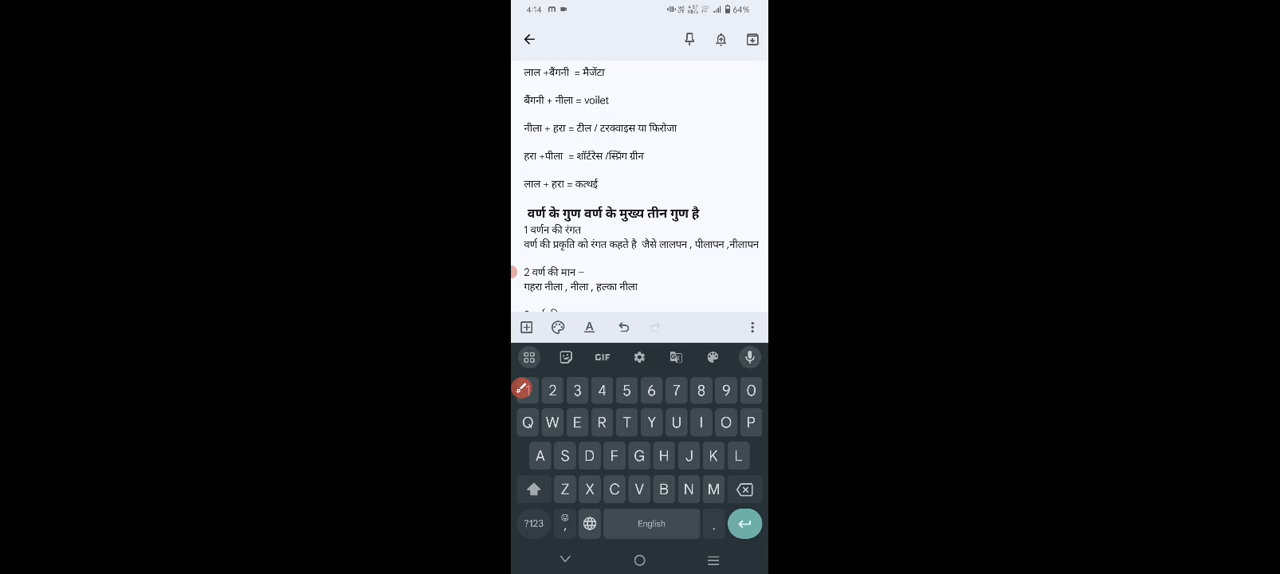 4:14
64%
लाल +बैंगनी = मैजेंटा
बैंगनी + नीला = voilet
नीला + हरा = टील / टरक्वाइस या फिरोजा
हरा +पीला = शॉर्टरेस /स्प्रिंग ग्रीन
लाल + हरा = कत्थई
वर्ण के गुण वर्ण के मुख्य तीन गुण है
1 वर्णन की रंगत
वर्ण की प्रकृति को रंगत कहते है जैसे लालपन , पीलापन ,नीलापन
2 वर्ण की मान –
गहरा नीला , नीला , हल्का नीला
GIF
1 2 3 4 5 6 7 8 9 0
Q W E R T Y U I O P
A S D F G H J K L
Z X C V B N M
?123 , English .